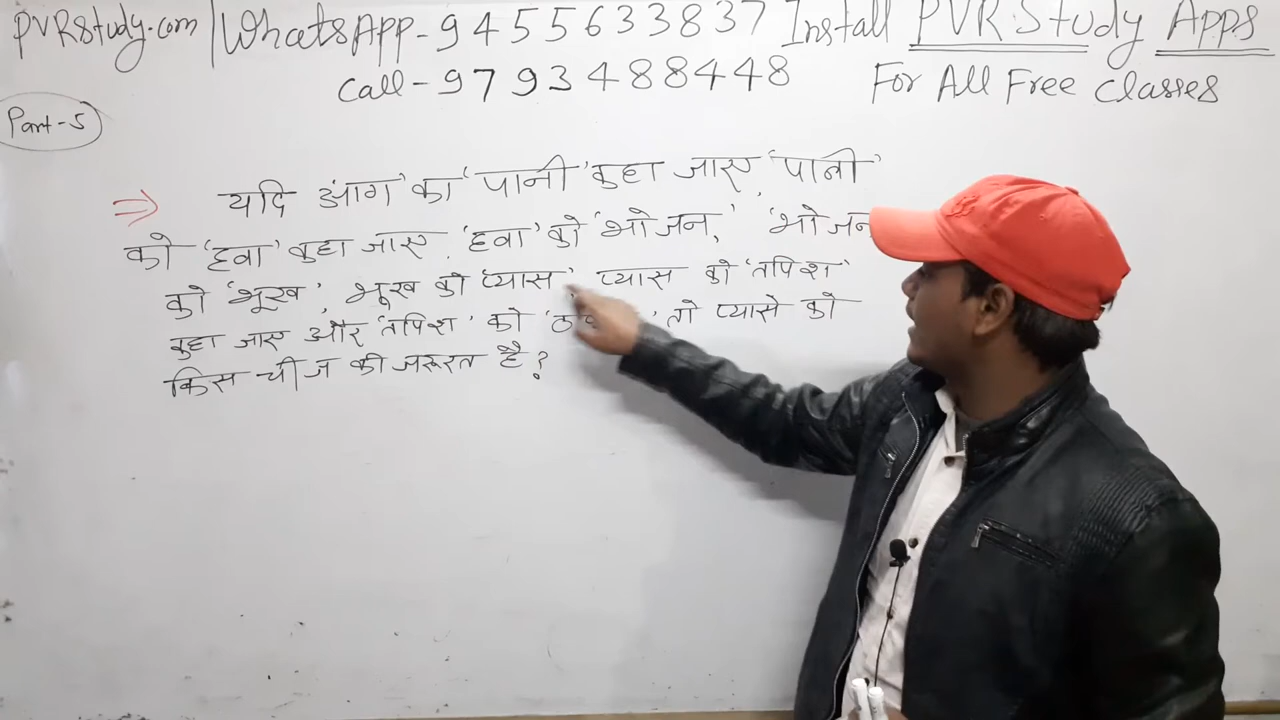 PVRStudy.com | WhatsApp - 9455633837 Install PVR Study Apps
Call - 9793488448 For All Free Classes
Part-5
⇒ यदि आग' को 'पानी' कहा जाए, 'पानी'
को 'हवा' कहा जाए, 'हवा' को 'भोजन', 'भोजन
को 'भूख', भूख को 'प्यास', प्यास को 'तपिश'
कहा जाए और 'तपिश' को तो प्यासे को
किस चीज की जरूरत है?